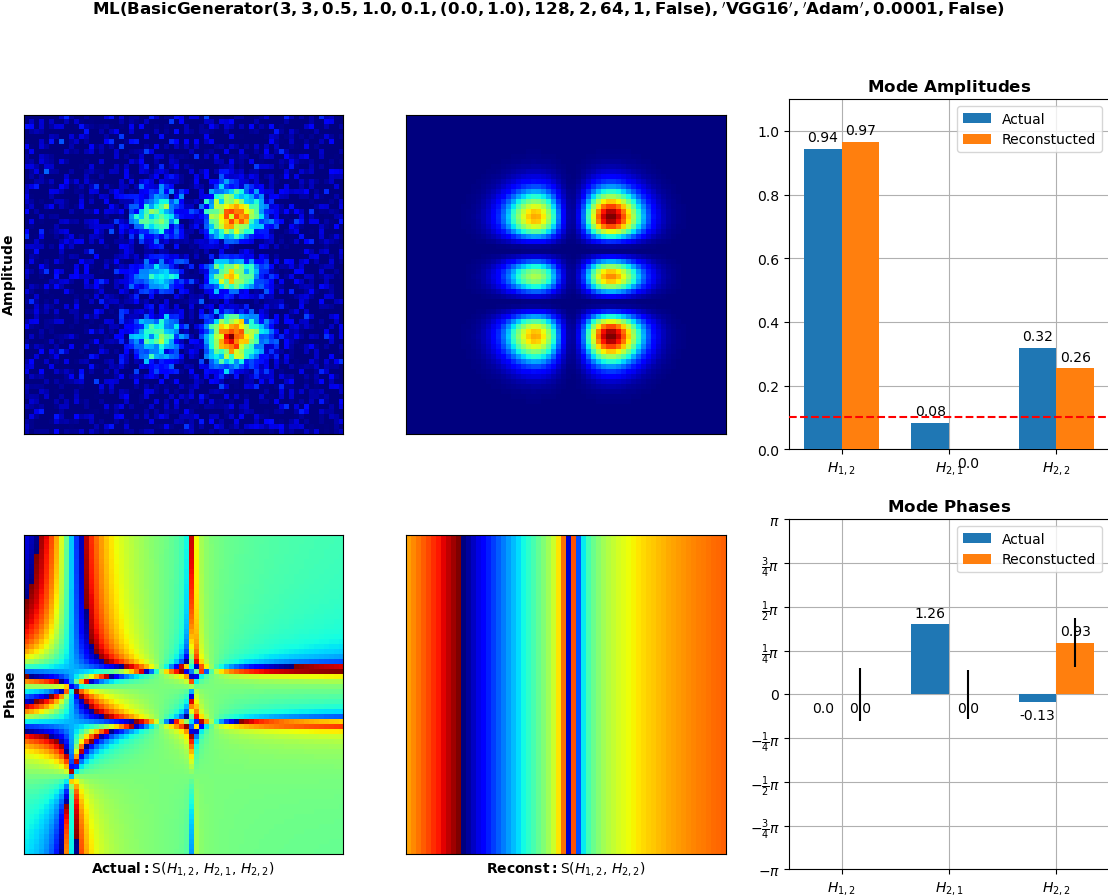 ML(BasicGenerator(3, 3, 0.5, 1.0, 0.1, (0.0, 1.0), 128, 2, 64, 1, False), ′VGG16′, ′Adam′, 0.0001, False)
Amplitude
Mode Amplitudes
Actual
Reconstucted
1.0
0.8
0.6
0.4
0.2
0.0
0.94
0.97
0.08
0.0
0.32
0.26
H1,2
H2,1
H2,2
Phase
Actual: S(H1,2, H2,1, H2,2)
Reconst: S(H1,2, H2,2)
Mode Phases
Actual
Reconstucted
π
3/4π
1/2π
1/4π
0
−1/4π
−1/2π
−3/4π
−π
0.0
0.0
1.26
0.0
-0.13
0.93
H1,2
H2,1
H2,2